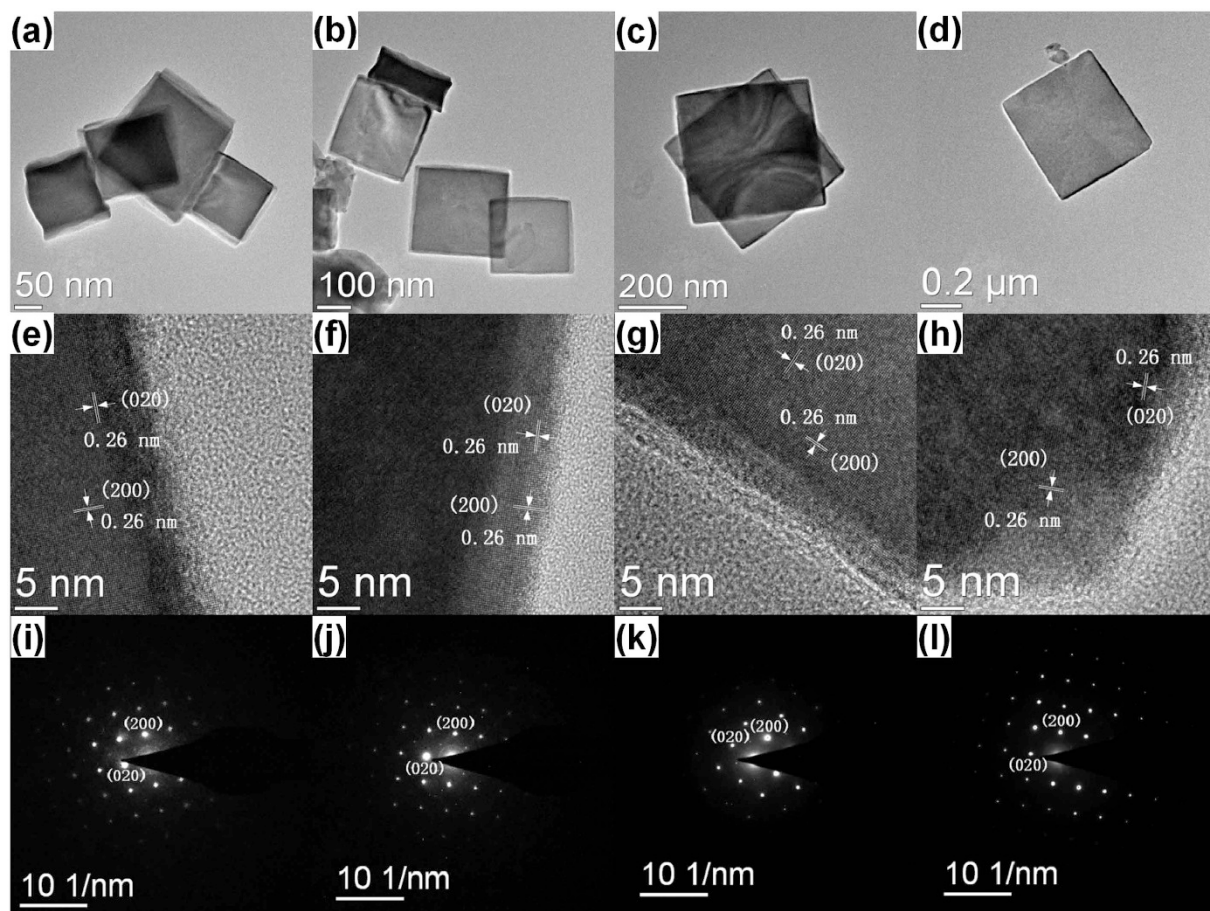 (a)
(b)
(c)
(d)
50 nm
100 nm
200 nm
0.2 μm
(e)
(f)
(g)
(h)
(020)
0.26 nm
(200)
0.26 nm
5 nm
(020)
0.26 nm
(200)
0.26 nm
5 nm
0.26 nm
(020)
0.26 nm
(200)
5 nm
0.26 nm
(020)
(200)
0.26 nm
5 nm
(i)
(j)
(k)
(l)
(200)
(020)
10 1/nm
(200)
(020)
10 1/nm
(020)
(200)
10 1/nm
(200)
(020)
10 1/nm